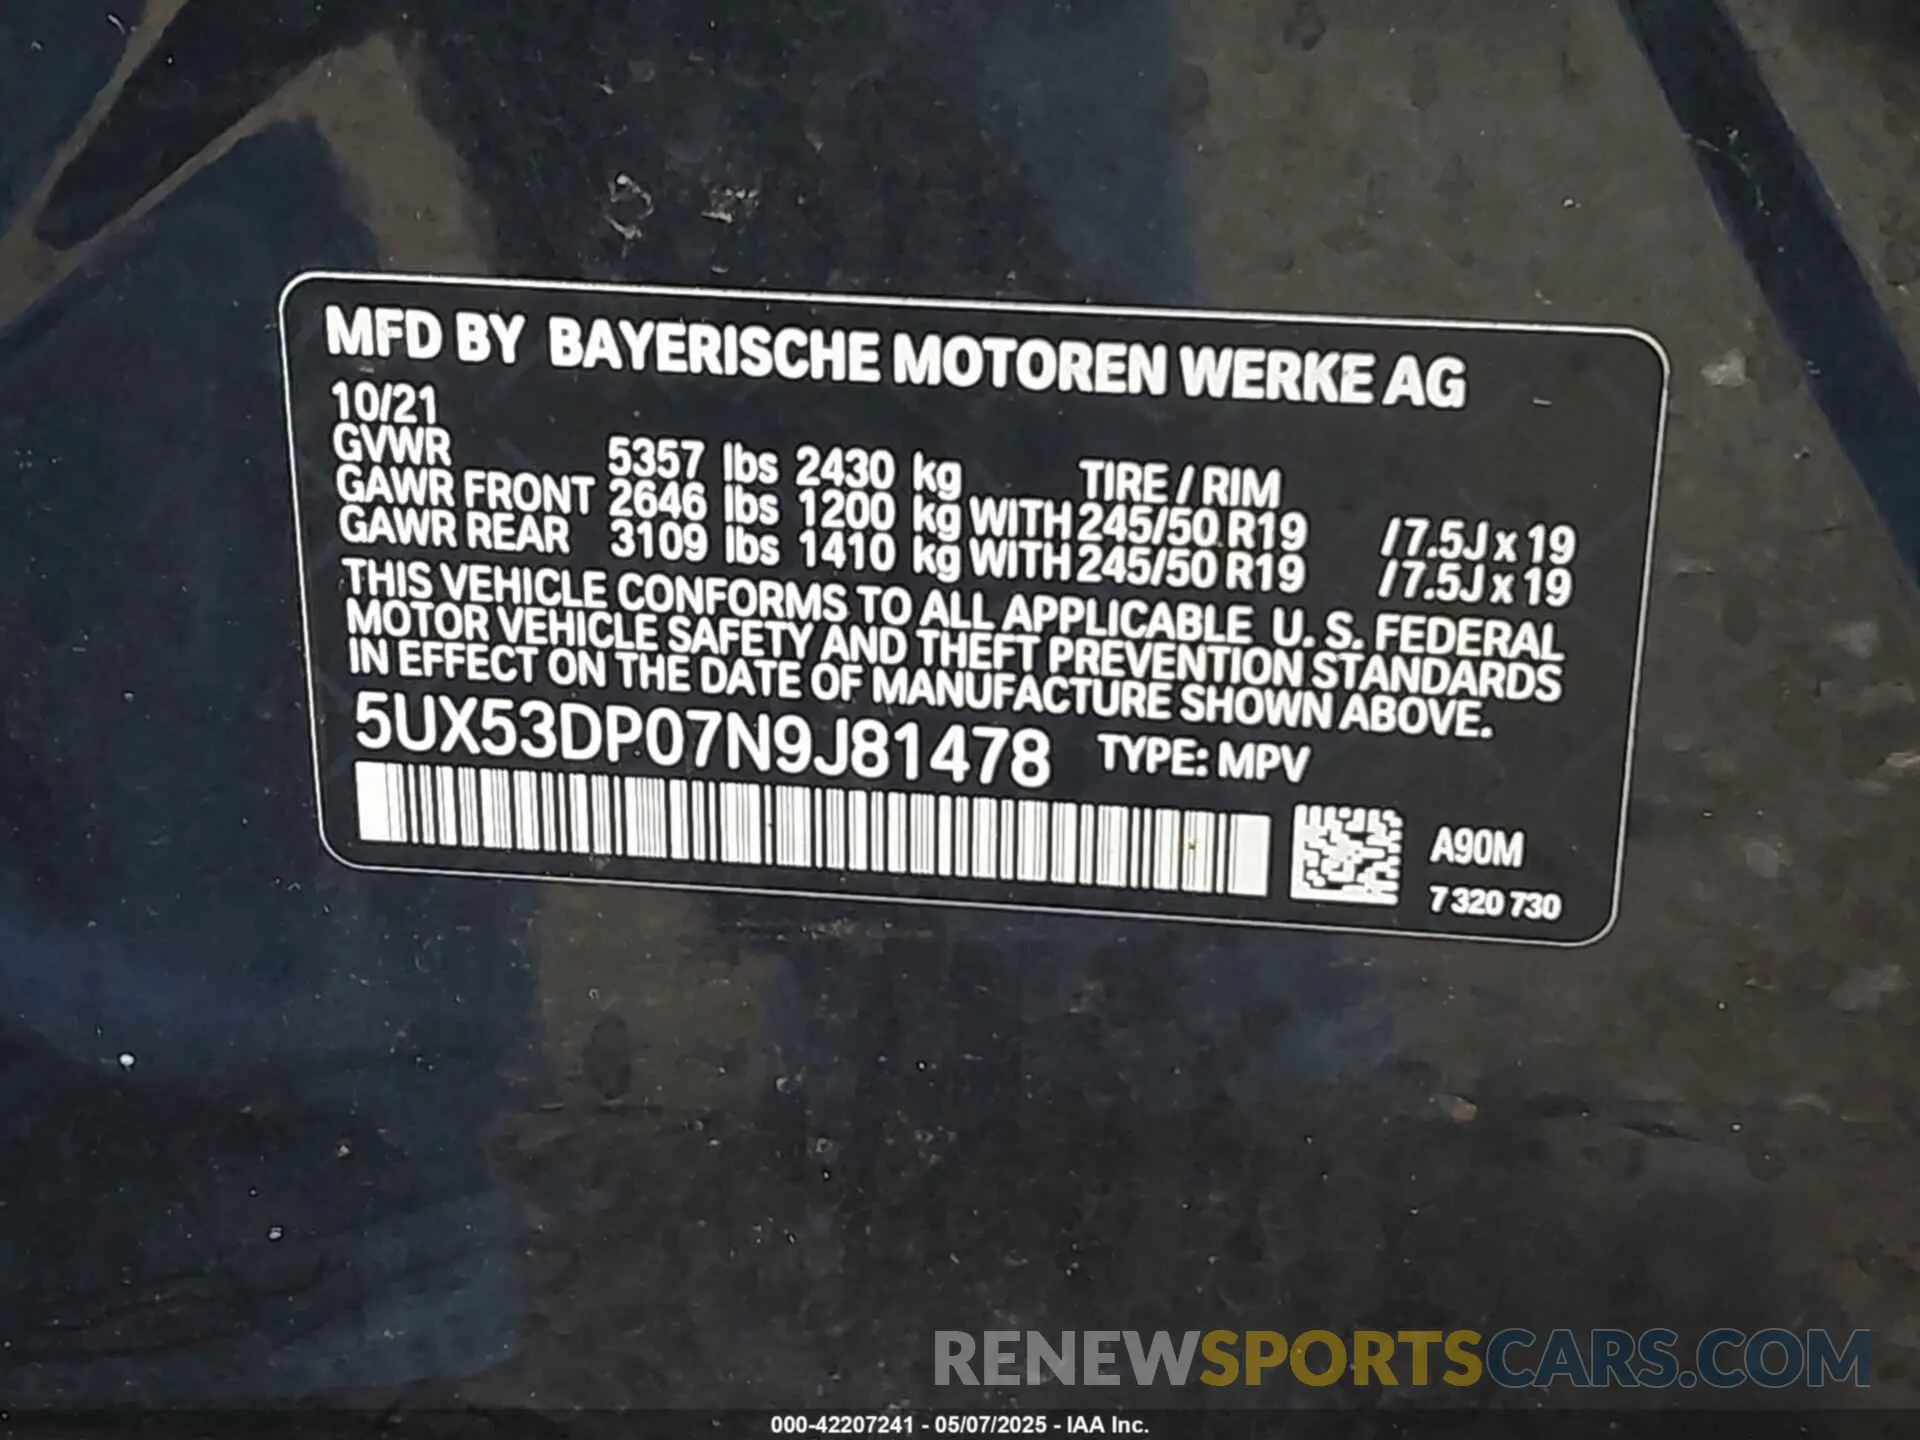 MFD BY BAYERISCHE MOTOREN WERKE AG
10/21
GVWR 5357 lbs 2430 kg TIRE / RIM
GAWR FRONT 2646 lbs 1200 kg WITH 245/50 R19 / 7.5J x 19
GAWR REAR 3109 lbs 1410 kg WITH 245/50 R19 / 7.5J x 19
THIS VEHICLE CONFORMS TO ALL APPLICABLE U. S. FEDERAL
MOTOR VEHICLE SAFETY AND THEFT PREVENTION STANDARDS
IN EFFECT ON THE DATE OF MANUFACTURE SHOWN ABOVE.
5UX53DP07N9J81478 TYPE: MPV
A90M
7 320 730
RENEWSPORTSCARS.COM
000-42207241 - 05/07/2025 - IAA Inc.